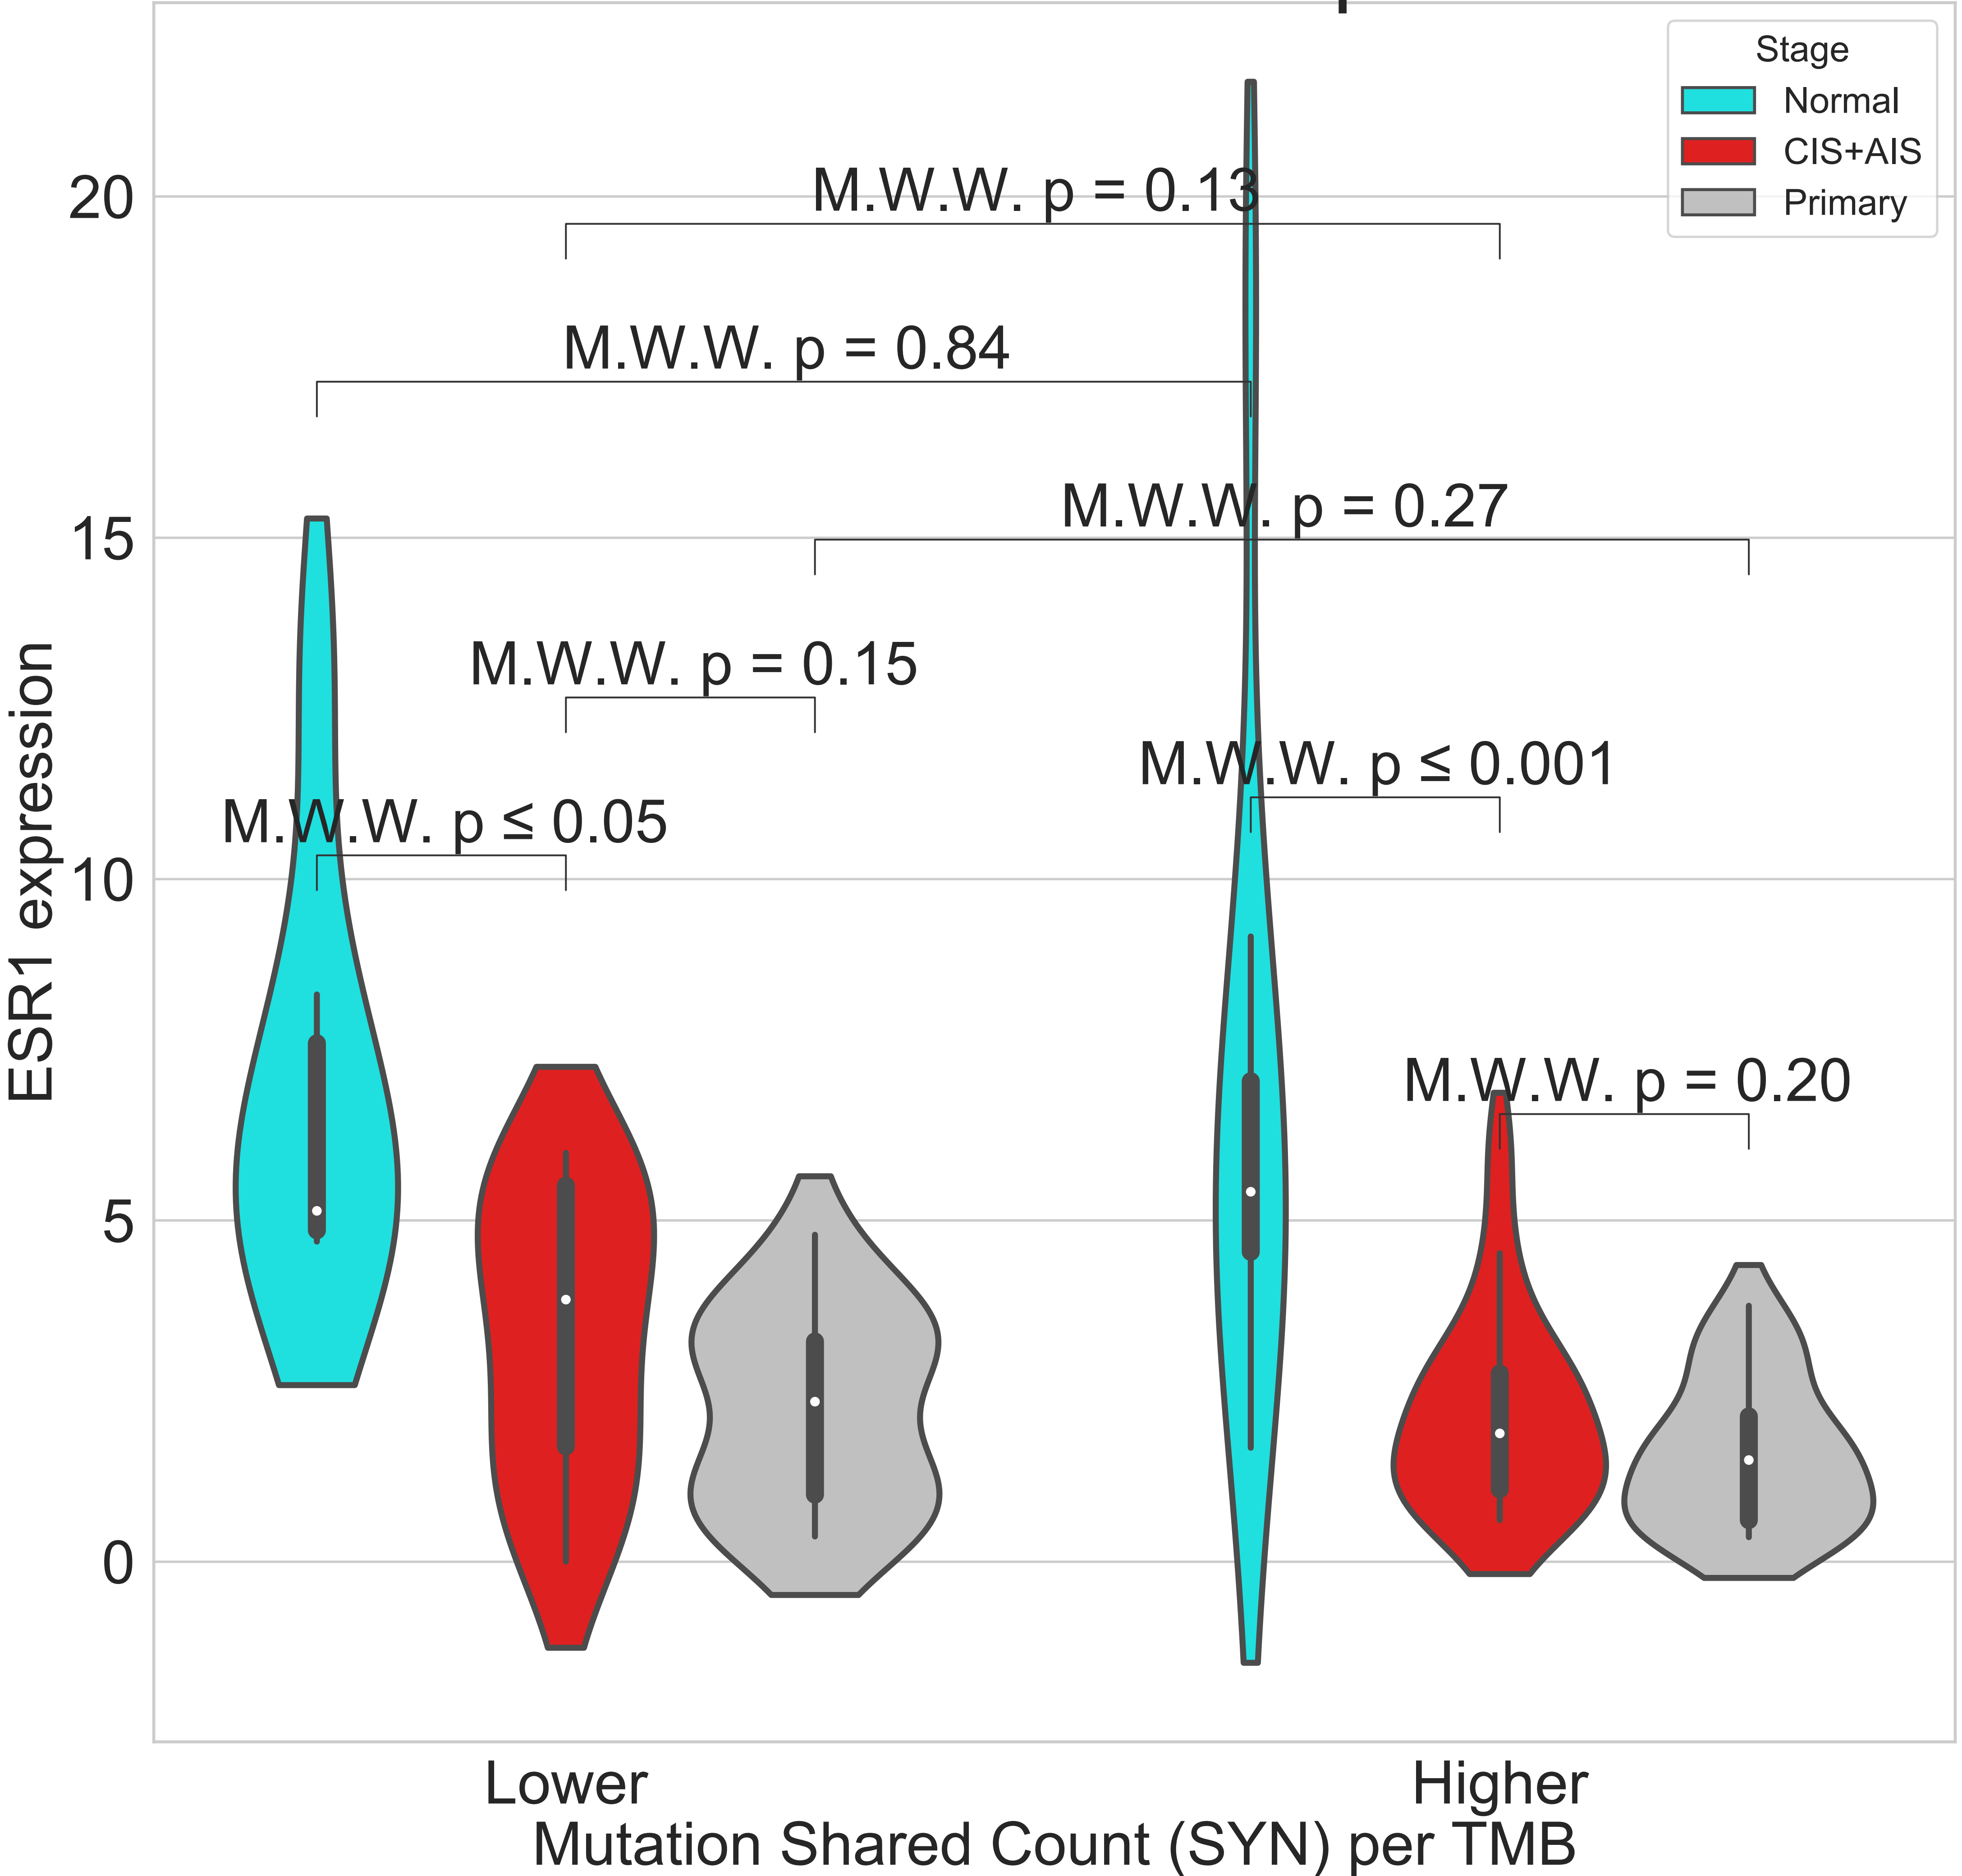 Stage
Normal
CIS+AIS
Primary
20
15
10
5
0
ESR1 expression
M.W.W. p = 0.13
M.W.W. p = 0.84
M.W.W. p = 0.27
M.W.W. p = 0.15
M.W.W. p ≤ 0.001
M.W.W. p ≤ 0.05
M.W.W. p = 0.20
Lower
Higher
Mutation Shared Count (SYN) per TMB